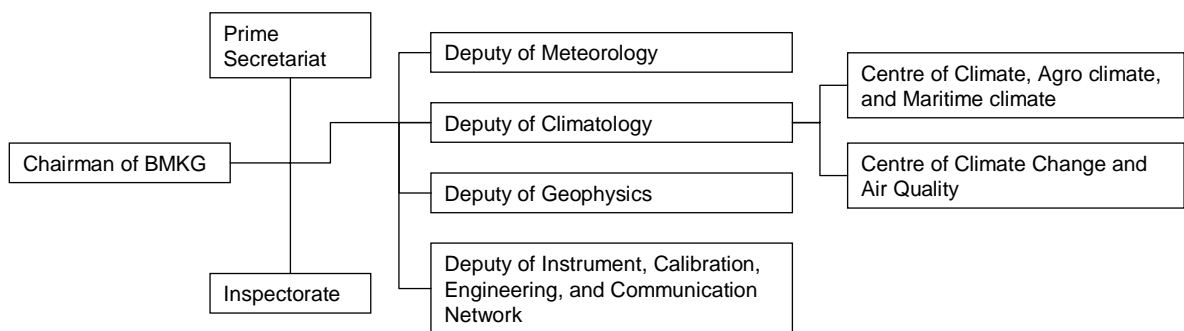 Prime
Secretariat
Chairman of BMKG
Inspectorate
Deputy of Meteorology
Deputy of Climatology
Deputy of Geophysics
Deputy of Instrument, Calibration,
Engineering, and Communication
Network
Centre of Climate, Agro climate,
and Maritime climate
Centre of Climate Change and
Air Quality